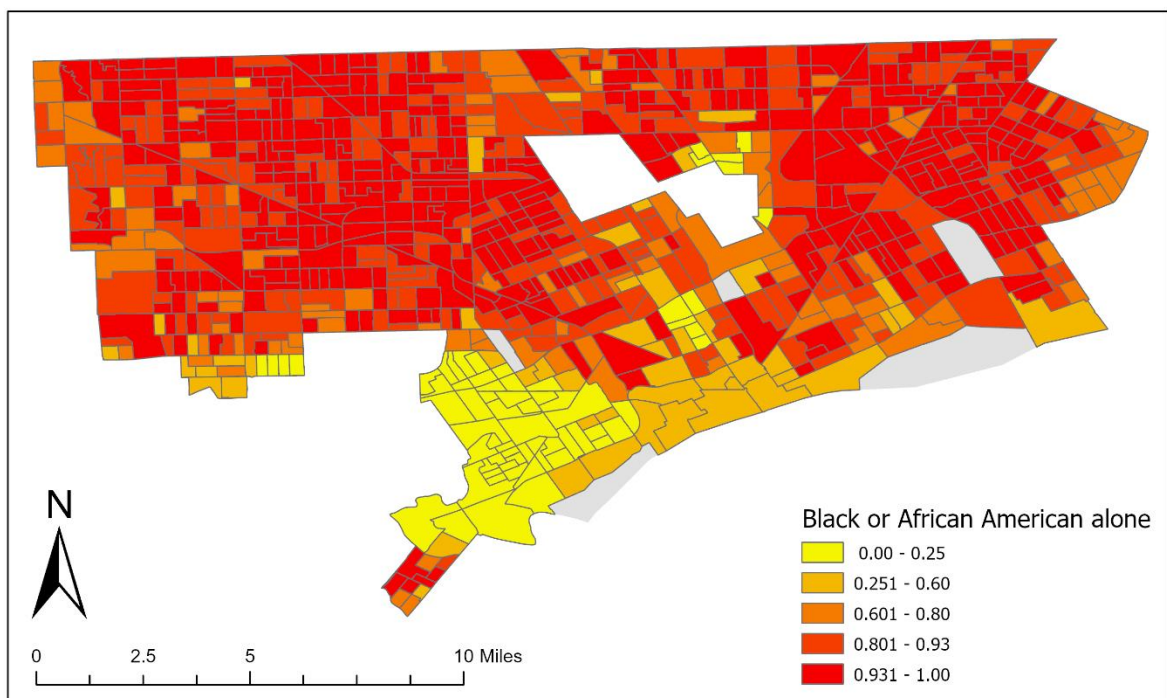 N
0 2.5 5 10 Miles
Black or African American alone
0.00 - 0.25
0.251 - 0.60
0.601 - 0.80
0.801 - 0.93
0.931 - 1.00